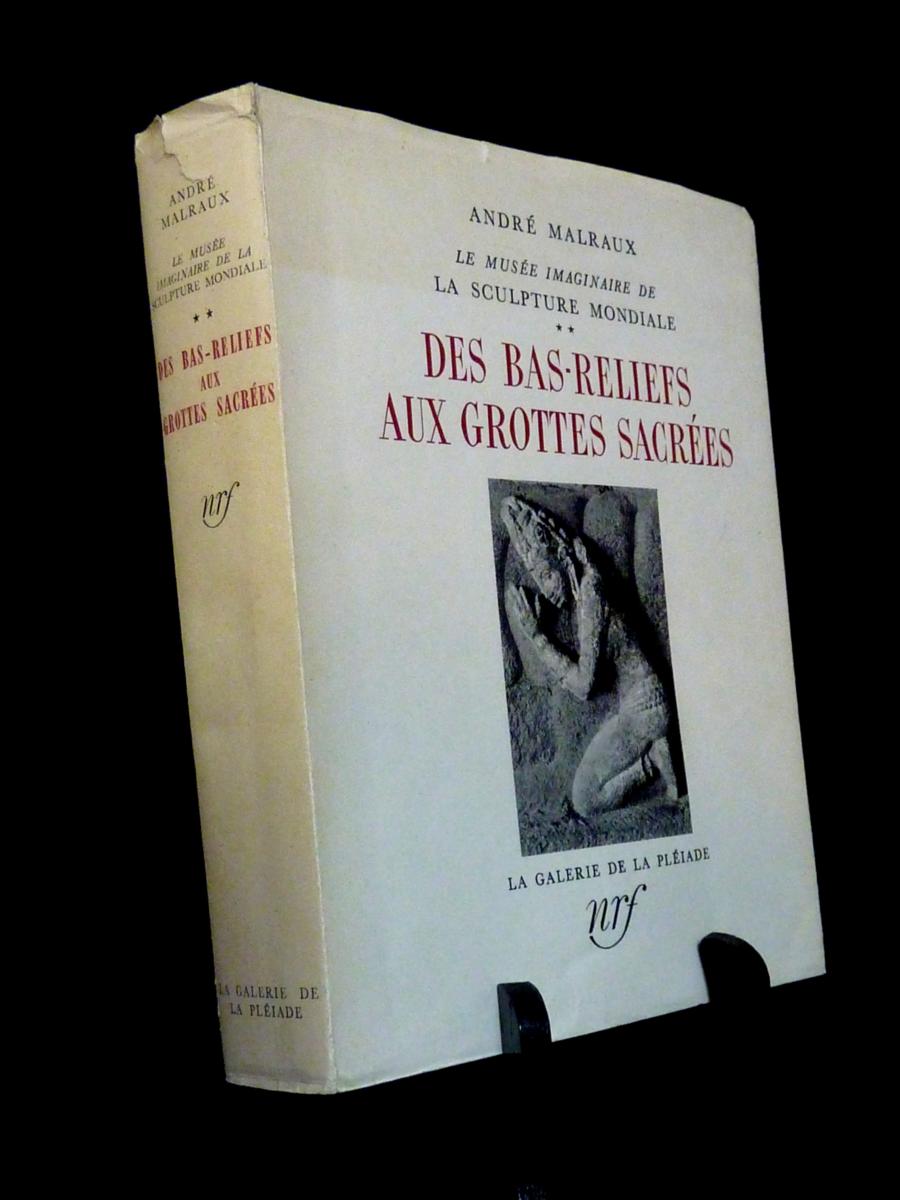 ANDRÉ
MALRAUX
LE MUSÉE
IMAGINAIRE DE LA
SCULPTURE MONDIALE
★ ★
DES BAS-RELIEFS
AUX
GROTTES SACRÉES
nrf
LA GALERIE DE
LA PLÉIADE
ANDRÉ MALRAUX
LE MUSÉE IMAGINAIRE DE
LA SCULPTURE MONDIALE
★ ★
DES BAS-RELIEFS
AUX GROTTES SACRÉES
LA GALERIE DE LA PLÉIADE
nrf